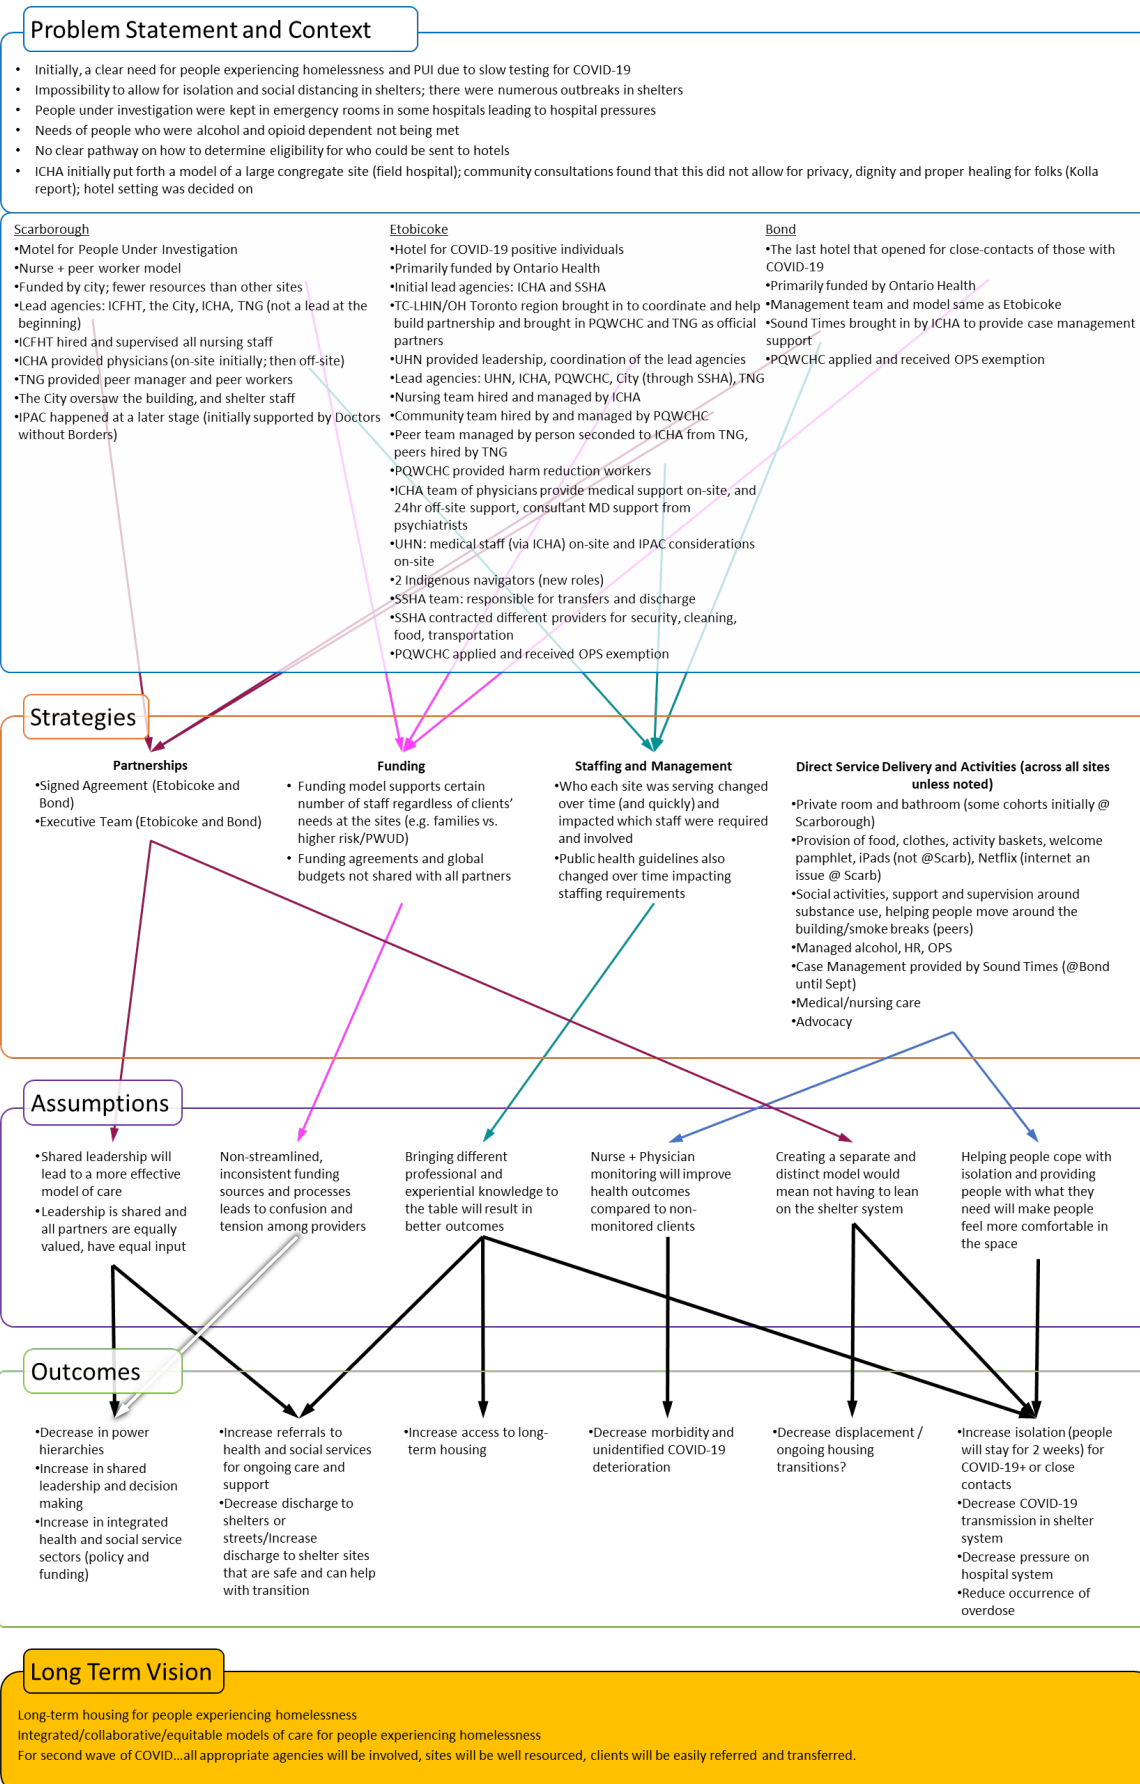 Problem Statement and Context
• Initially, a clear need for people experiencing homelessness and PUI due to slow testing for COVID-19
• Impossibility to allow for isolation and social distancing in shelters; there were numerous outbreaks in shelters
• People under investigation were kept in emergency rooms in some hospitals leading to hospital pressures
• Needs of people who were alcohol and opioid dependent not being met
• No clear pathway on how to determine eligibility for who could be sent to hotels
• ICHA initially put forth a model of a large congregate site (field hospital); community consultations found that this did not allow for privacy, dignity and proper healing for folks (Kolla
report); hotel setting was decided on
Scarborough
•Motel for People Under Investigation
•Nurse + peer worker model
•Funded by city; fewer resources than other sites
•Lead agencies: ICFHT, the City, ICHA, TNG (not a lead at the
beginning)
•ICFHT hired and supervised all nursing staff
•ICHA provided physicians (on-site initially; then off-site)
•TNG provided peer manager and peer workers
•The City oversaw the building, and shelter staff
•IPAC happened at a later stage (initially supported by Doctors
without Borders)
Etobicoke
•Hotel for COVID-19 positive individuals
•Primarily funded by Ontario Health
•Initial lead agencies: ICHA and SSHA
•TC-LHIN/OH Toronto region brought in to coordinate and help
build partnership and brought in PQWCHC and TNG as official
partners
•UHN provided leadership, coordination of the lead agencies
•Lead agencies: UHN, ICHA, PQWCHC, City (through SSHA), TNG
•Nursing team hired and managed by ICHA
•Community team hired by and managed by PQWCHC
•Peer team managed by person seconded to ICHA from TNG,
peers hired by TNG
•PQWCHC provided harm reduction workers
•ICHA team of physicians provide medical support on-site, and
24hr off-site support, consultant MD support from
psychiatrists
•UHN: medical staff (via ICHA) on-site and IPAC considerations
on-site
•2 Indigenous navigators (new roles)
•SSHA team: responsible for transfers and discharge
•SSHA contracted different providers for security, cleaning,
food, transportation
•PQWCHC applied and received OPS exemption
Bond
•The last hotel that opened for close-contacts of those with
COVID-19
•Primarily funded by Ontario Health
•Management team and model same as Etobicoke
•Sound Times brought in by ICHA to provide case management
support
•PQWCHC applied and received OPS exemption
Strategies
Partnerships
•Signed Agreement (Etobicoke and
Bond)
•Executive Team (Etobicoke and Bond)
Funding
• Funding model supports certain
number of staff regardless of clients’
needs at the sites (e.g. families vs.
higher risk/PWUD)
• Funding agreements and global
budgets not shared with all partners
Staffing and Management
•Who each site was serving changed
over time (and quickly) and
impacted which staff were required
and involved
•Public health guidelines also
changed over time impacting
staffing requirements
Direct Service Delivery and Activities (across all sites
unless noted)
•Private room and bathroom (some cohorts initially @
Scarborough)
•Provision of food, clothes, activity baskets, welcome
pamphlet, iPads (not @Scarb), Netflix (internet an
issue @ Scarb)
•Social activities, support and supervision around
substance use, helping people move around the
building/smoke breaks (peers)
•Managed alcohol, HR, OPS
•Case Management provided by Sound Times (@Bond
until Sept)
•Medical/nursing care
•Advocacy
Assumptions
•Shared leadership will
lead to a more effective
model of care
•Leadership is shared and
all partners are equally
valued, have equal input
Non-streamlined,
inconsistent funding
sources and processes
leads to confusion and
tension among providers
Bringing different
professional and
experiential knowledge to
the table will result in
better outcomes
Nurse + Physician
monitoring will improve
health outcomes
compared to non-
monitored clients
Creating a separate and
distinct model would
mean not having to lean
on the shelter system
Helping people cope with
isolation and providing
people with what they
need will make people
feel more comfortable in
the space
Outcomes
•Decrease in power
hierarchies
•Increase in shared
leadership and decision
making
•Increase in integrated
health and social service
sectors (policy and
funding)
•Increase referrals to
health and social services
for ongoing care and
support
•Decrease discharge to
shelters or
streets/Increase
discharge to shelter sites
that are safe and can help
with transition
•Increase access to long-
term housing
•Decrease morbidity and
unidentified COVID-19
deterioration
•Decrease displacement /
ongoing housing
transitions?
•Increase isolation (people
will stay for 2 weeks) for
COVID-19+ or close
contacts
•Decrease COVID-19
transmission in shelter
system
•Decrease pressure on
hospital system
•Reduce occurrence of
overdose
Long Term Vision
Long-term housing for people experiencing homelessness
Integrated/collaborative/equitable models of care for people experiencing homelessness
For second wave of COVID...all appropriate agencies will be involved, sites will be well resourced, clients will be easily referred and transferred.